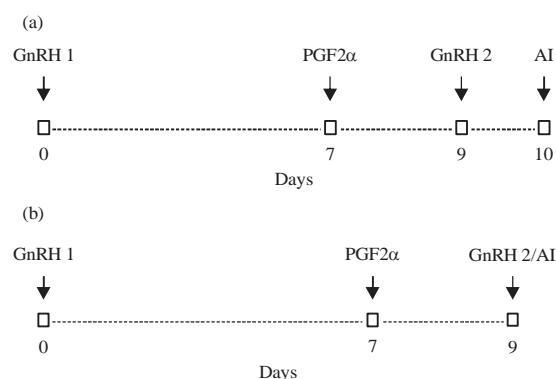 (a)
GnRH 1 PGF2α GnRH 2 AI
0 7 9 10
Days
(b)
GnRH 1 PGF2α GnRH 2/AI
0 7 9
Days